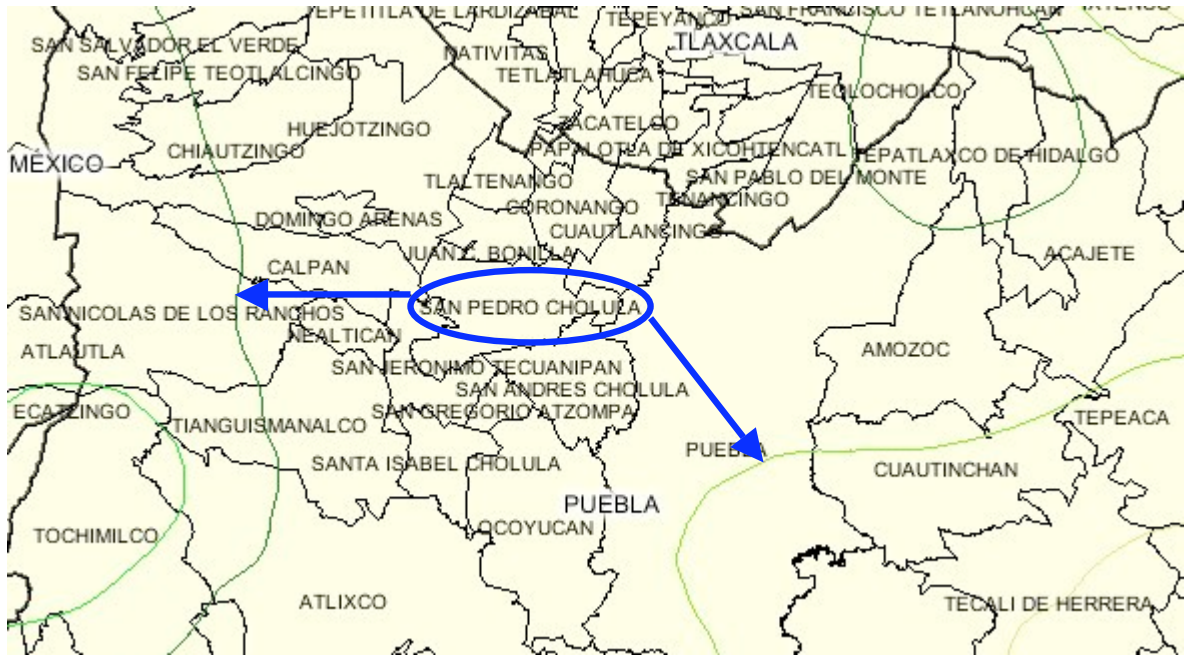 TEPETITLA DE LARDIZABAL
TEPEYANCO
SAN FRANCISCO TETLANOHCAN
IXTENCO
SAN SALVADOR EL VERDE
NATIVITAS
TLAXCALA
SAN FELIPE TEOTLALCINGO
TETLATLAHUCA
TEOLOCHOLCO
HUEJOTZINGO
ZACATELCO
CHIAUTZINGO
PAPALOTLA DE XICOHTENCATL
TEPATLAXCO DE HIDALGO
MÉXICO
TLALTENANGO
SAN PABLO DEL MONTE
TENANCINGO
DOMINGO ARENAS
CORONANGO
CUAUTLANCINGO
JUAN C. BONILLA
ACAJETE
CALPAN
SAN PEDRO CHOLULA
SAN NICOLAS DE LOS RANCHOS
NEALTICAN
ATLAUTLA
AMOZOC
SAN JERONIMO TECUANIPAN
SAN ANDRES CHOLULA
ECATZINGO
SAN GREGORIO ATZOMPA
TEPEACA
TIANGUISMANALCO
PUEBLA
SANTA ISABEL CHOLULA
CUAUTINCHAN
PUEBLA
OCOYUCAN
TOCHIMILCO
ATLIXCO
TECALI DE HERRERA